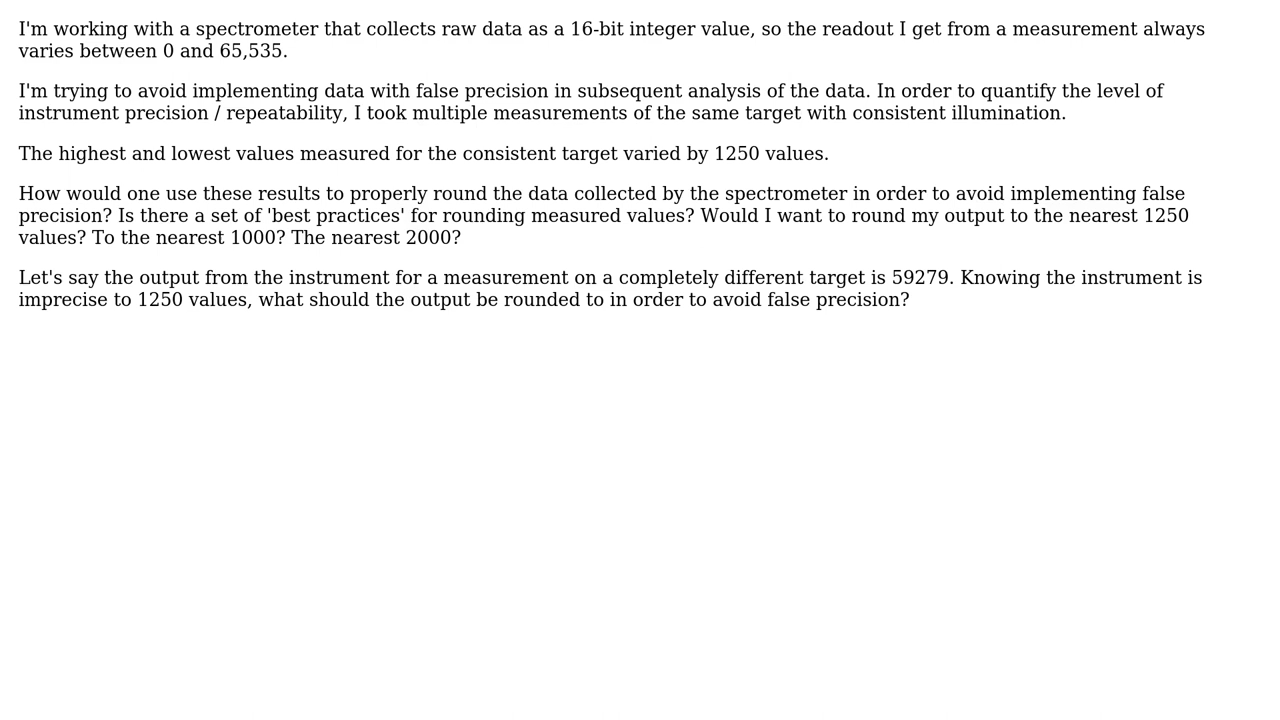 I'm working with a spectrometer that collects raw data as a 16-bit integer value, so the readout I get from a measurement always
varies between 0 and 65,535.
I'm trying to avoid implementing data with false precision in subsequent analysis of the data. In order to quantify the level of
instrument precision / repeatability, I took multiple measurements of the same target with consistent illumination.
The highest and lowest values measured for the consistent target varied by 1250 values.
How would one use these results to properly round the data collected by the spectrometer in order to avoid implementing false
precision? Is there a set of 'best practices' for rounding measured values? Would I want to round my output to the nearest 1250
values? To the nearest 1000? The nearest 2000?
Let's say the output from the instrument for a measurement on a completely different target is 59279. Knowing the instrument is
imprecise to 1250 values, what should the output be rounded to in order to avoid false precision?